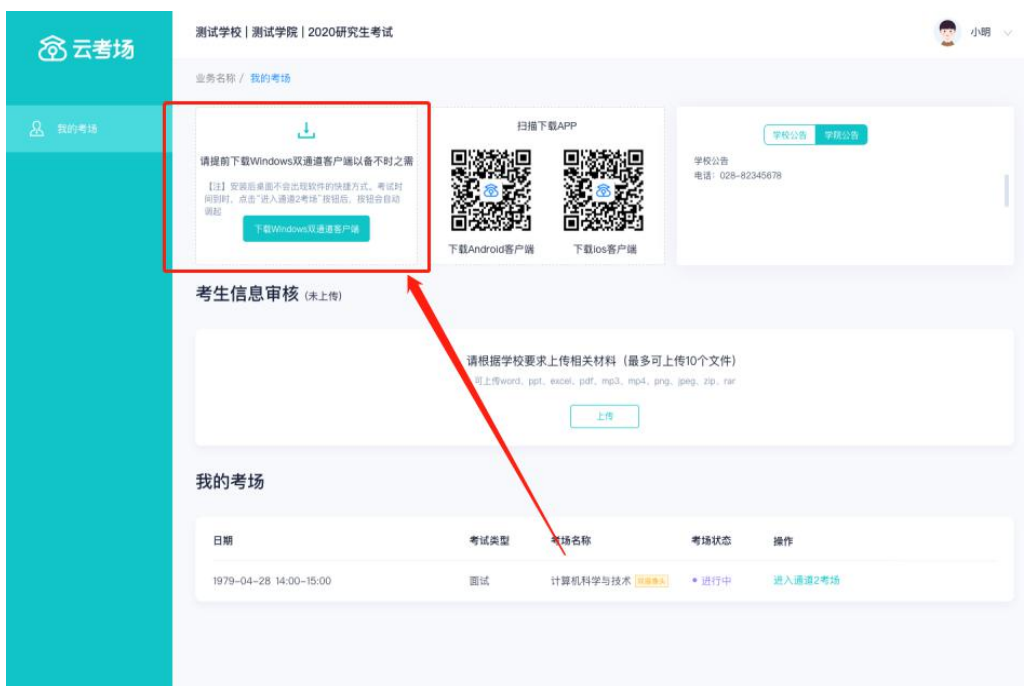 云考场
测试学校 | 测试学院 | 2020研究生考试
小明
业务名称 / 我的考场
我的考场
请提前下载Windows双通道客户端以备不时之需
【注】安装后桌面不会出现软件的快捷方式，考试时
间到时，点击"进入通道2考场"按钮后，按钮会自动
调起
下载Windows双通道客户端
扫描下载APP
下载Android客户端
下载ios客户端
学校公告
学院公告
学校公告
电话：028-82345678
考生信息审核 (未上传)
请根据学校要求上传相关材料（最多可上传10个文件）
可上传word、ppt、excel、pdf、mp3、mp4、png、jpeg、zip、rar
上传
我的考场
日期 考试类型 考场名称 考场状态 操作
1979-04-28 14:00-15:00 面试 计算机科学与技术 双摄像头 进行中 进入通道2考场